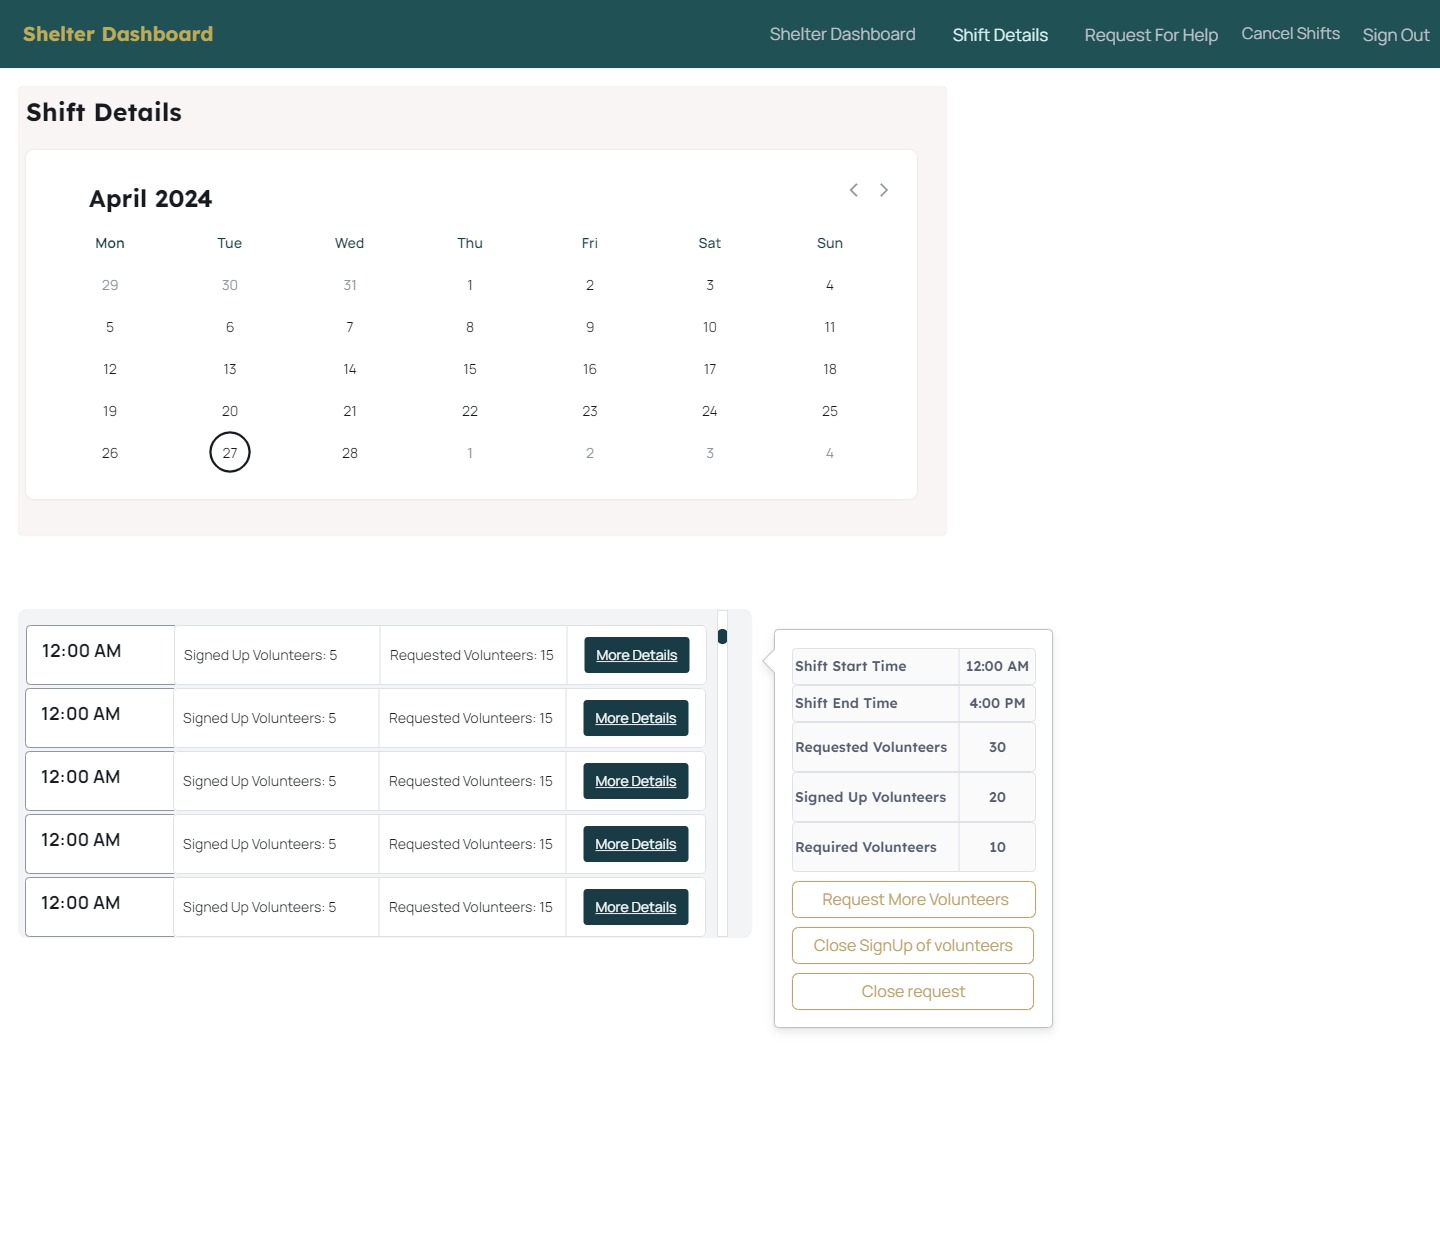 Shelter Dashboard
Shelter Dashboard Shift Details Request For Help Cancel Shifts Sign Out
Shift Details
April 2024
Mon Tue Wed Thu Fri Sat Sun
29 30 31 1 2 3 4
5 6 7 8 9 10 11
12 13 14 15 16 17 18
19 20 21 22 23 24 25
26 27 28 1 2 3 4
12:00 AM Signed Up Volunteers: 5 Requested Volunteers: 15 More Details
12:00 AM Signed Up Volunteers: 5 Requested Volunteers: 15 More Details
12:00 AM Signed Up Volunteers: 5 Requested Volunteers: 15 More Details
12:00 AM Signed Up Volunteers: 5 Requested Volunteers: 15 More Details
12:00 AM Signed Up Volunteers: 5 Requested Volunteers: 15 More Details
Shift Start Time 12:00 AM
Shift End Time 4:00 PM
Requested Volunteers 30
Signed Up Volunteers 20
Required Volunteers 10
Request More Volunteers
Close SignUp of volunteers
Close request